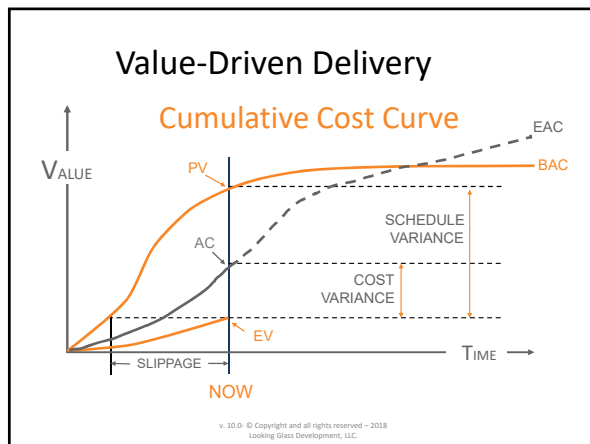 Value-Driven Delivery
Cumulative Cost Curve
EAC
VALUE
PV
BAC
SCHEDULE
VARIANCE
AC
COST
VARIANCE
EV
TIME
SLIPPAGE
NOW
v. 10.0- © Copyright and all rights reserved – 2018
Looking Glass Development, LLC.